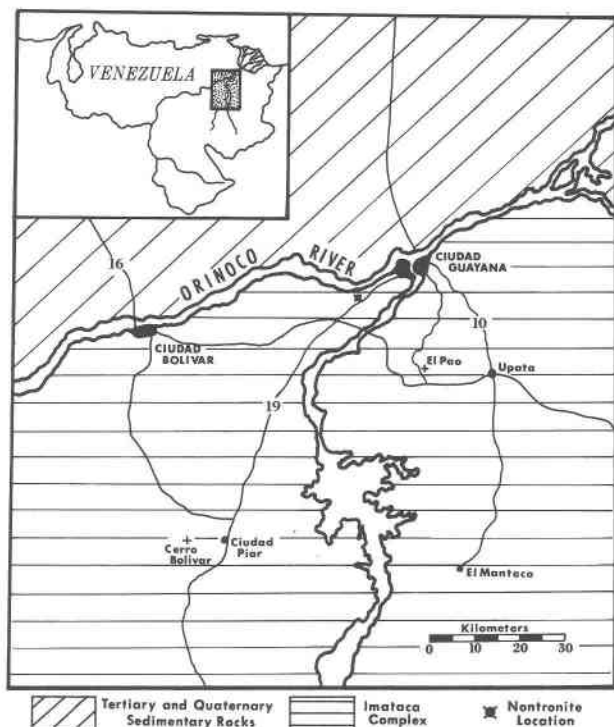 VENEZUELA
16
ORINOCO RIVER
CIUDAD
GUAYANA
CIUDAD
BOLIVAR
10
El Pao
Upata
19
Cerro
Bolivar
Ciudad
Piar
El Manteco
Kilometers
0 10 20 30
Tertiary and Quaternary
Sedimentary Rocks
Imataca
Complex
Nontronite
Location